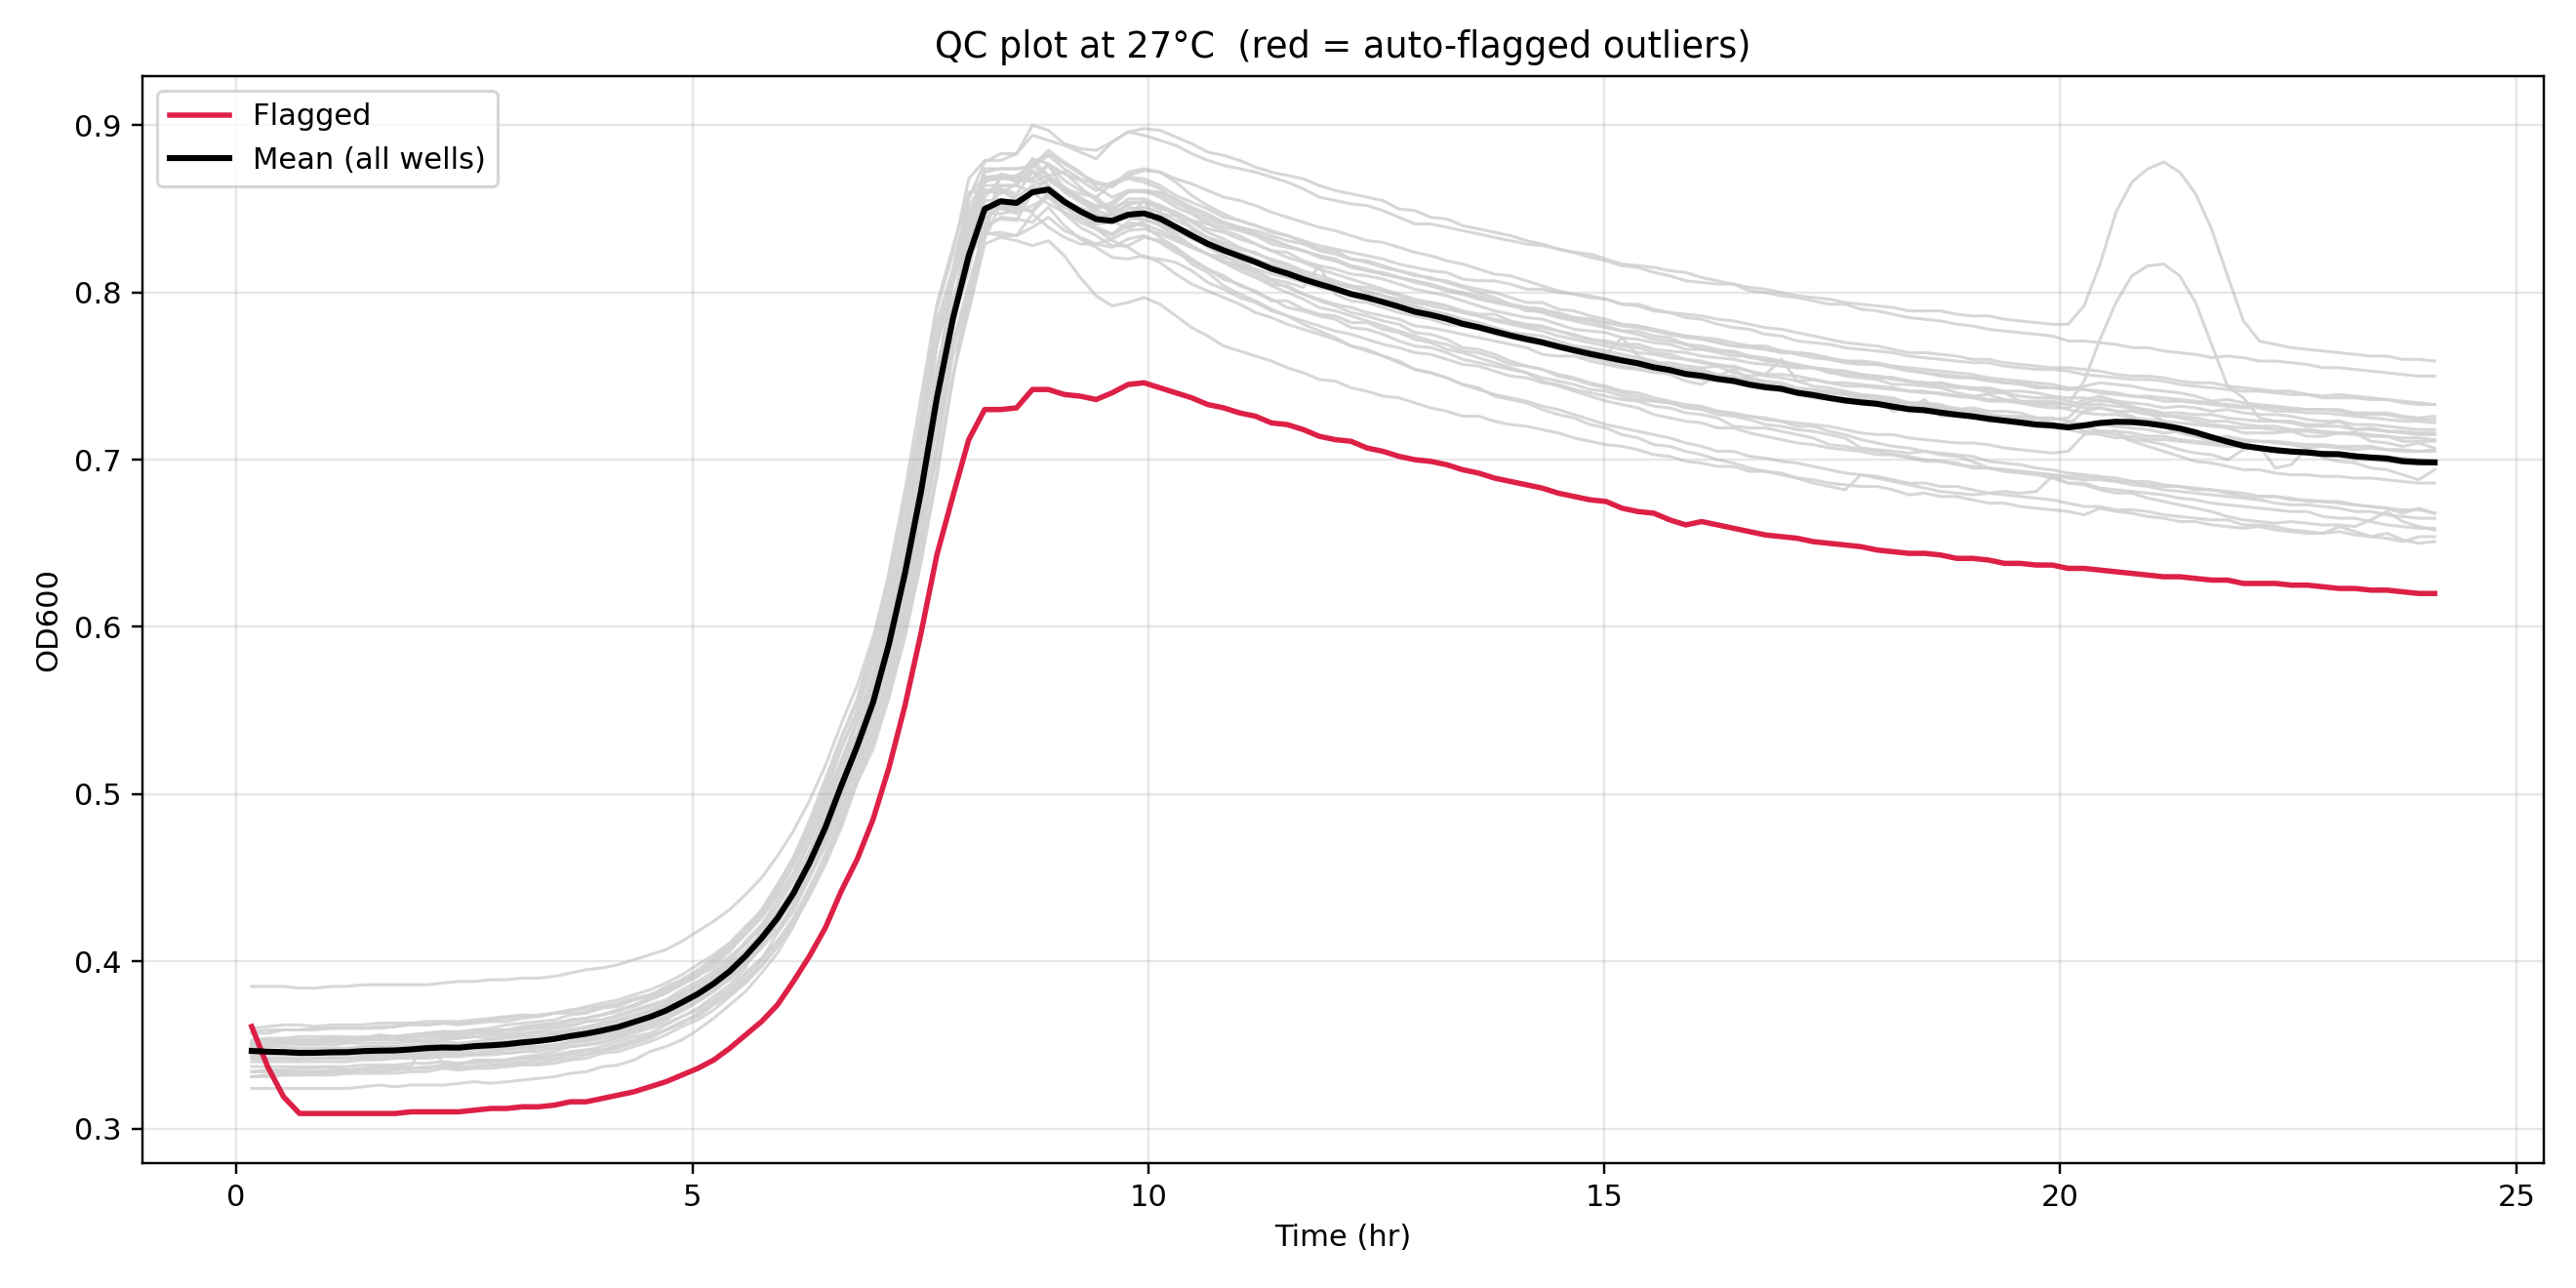 QC plot at 27°C  (red = auto-flagged outliers)
Flagged
Mean (all wells)
OD600
0.9
0.8
0.7
0.6
0.5
0.4
0.3
0
5
10
15
20
25
Time (hr)